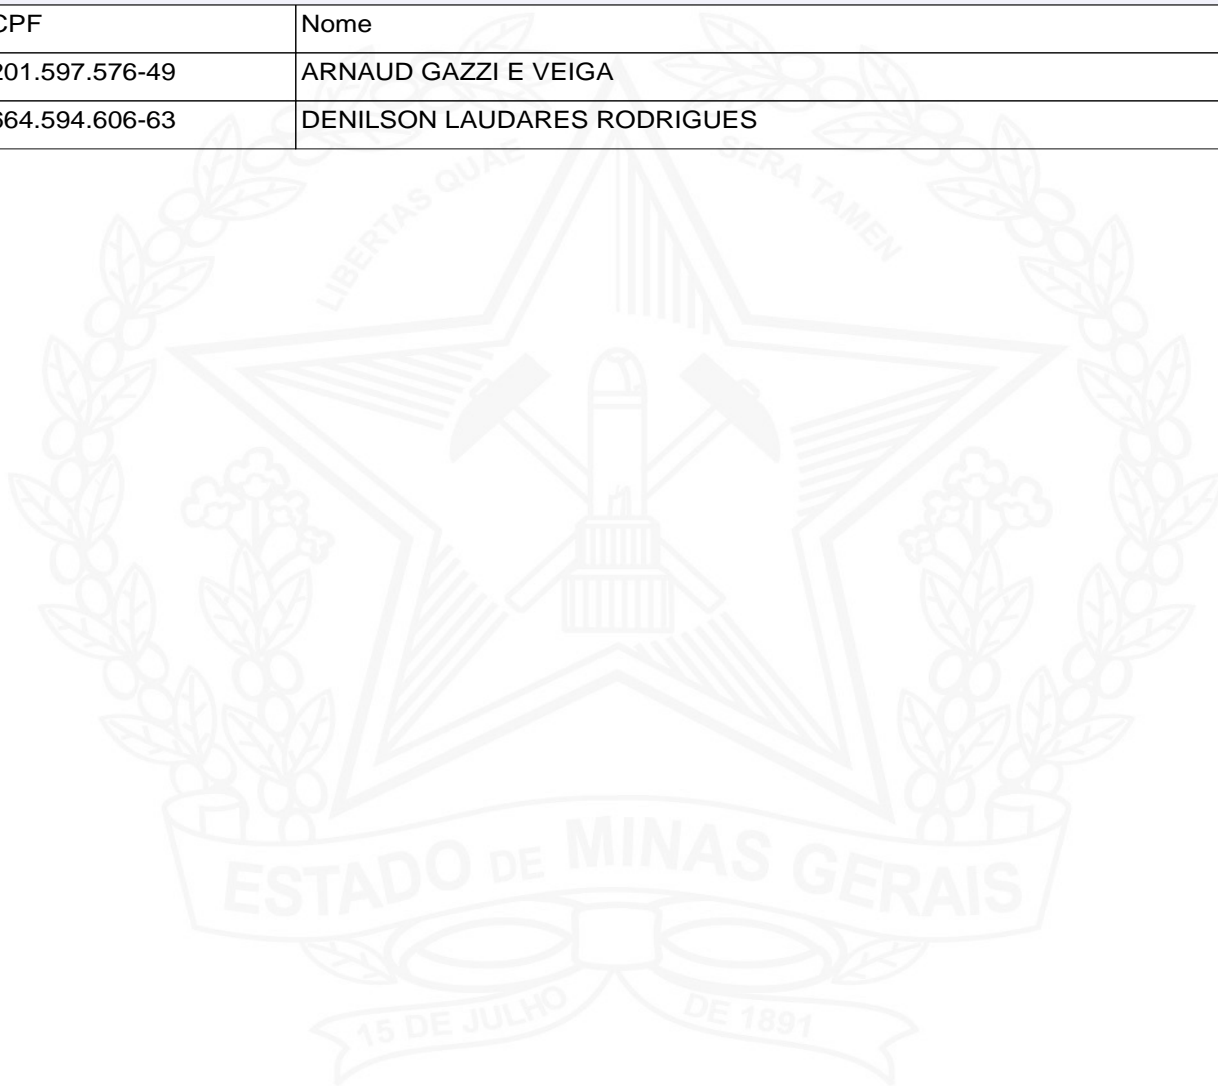 CPF Nome
201.597.576-49 ARNAUD GAZZI E VEIGA
664.594.606-63 DENILSON LAUDARES RODRIGUES
LIBERTAS QUAE SERA TAMEN
ESTADO DE MINAS GERAIS
15 DE JULHO DE 1891